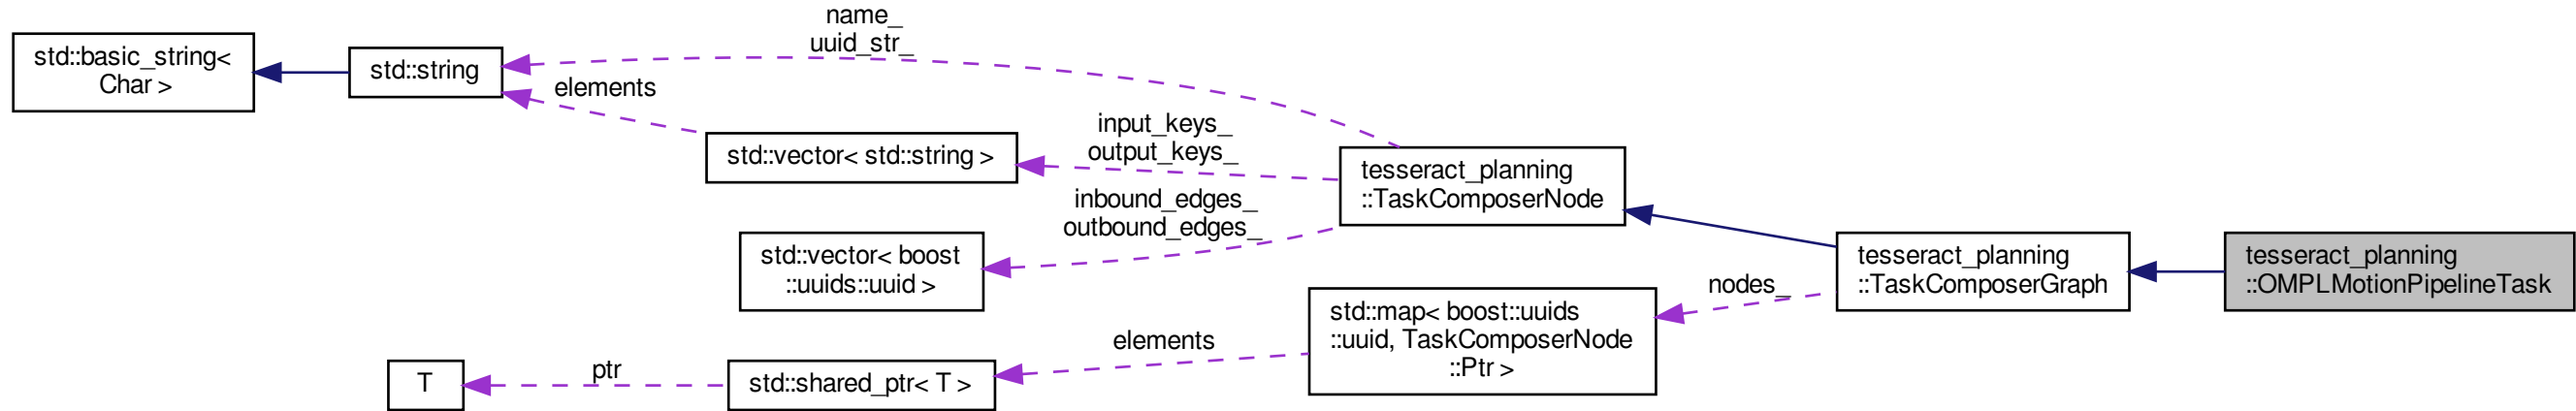 name_
uuid_str_
std::basic_string<
Char >
std::string
elements
std::vector< std::string >
input_keys_
output_keys_
tesseract_planning
::TaskComposerNode
inbound_edges_
outbound_edges_
std::vector< boost
::uuids::uuid >
tesseract_planning
::TaskComposerGraph
tesseract_planning
::OMPLMotionPipelineTask
nodes_
std::map< boost::uuids
::uuid, TaskComposerNode
::Ptr >
elements
T
ptr
std::shared_ptr< T >